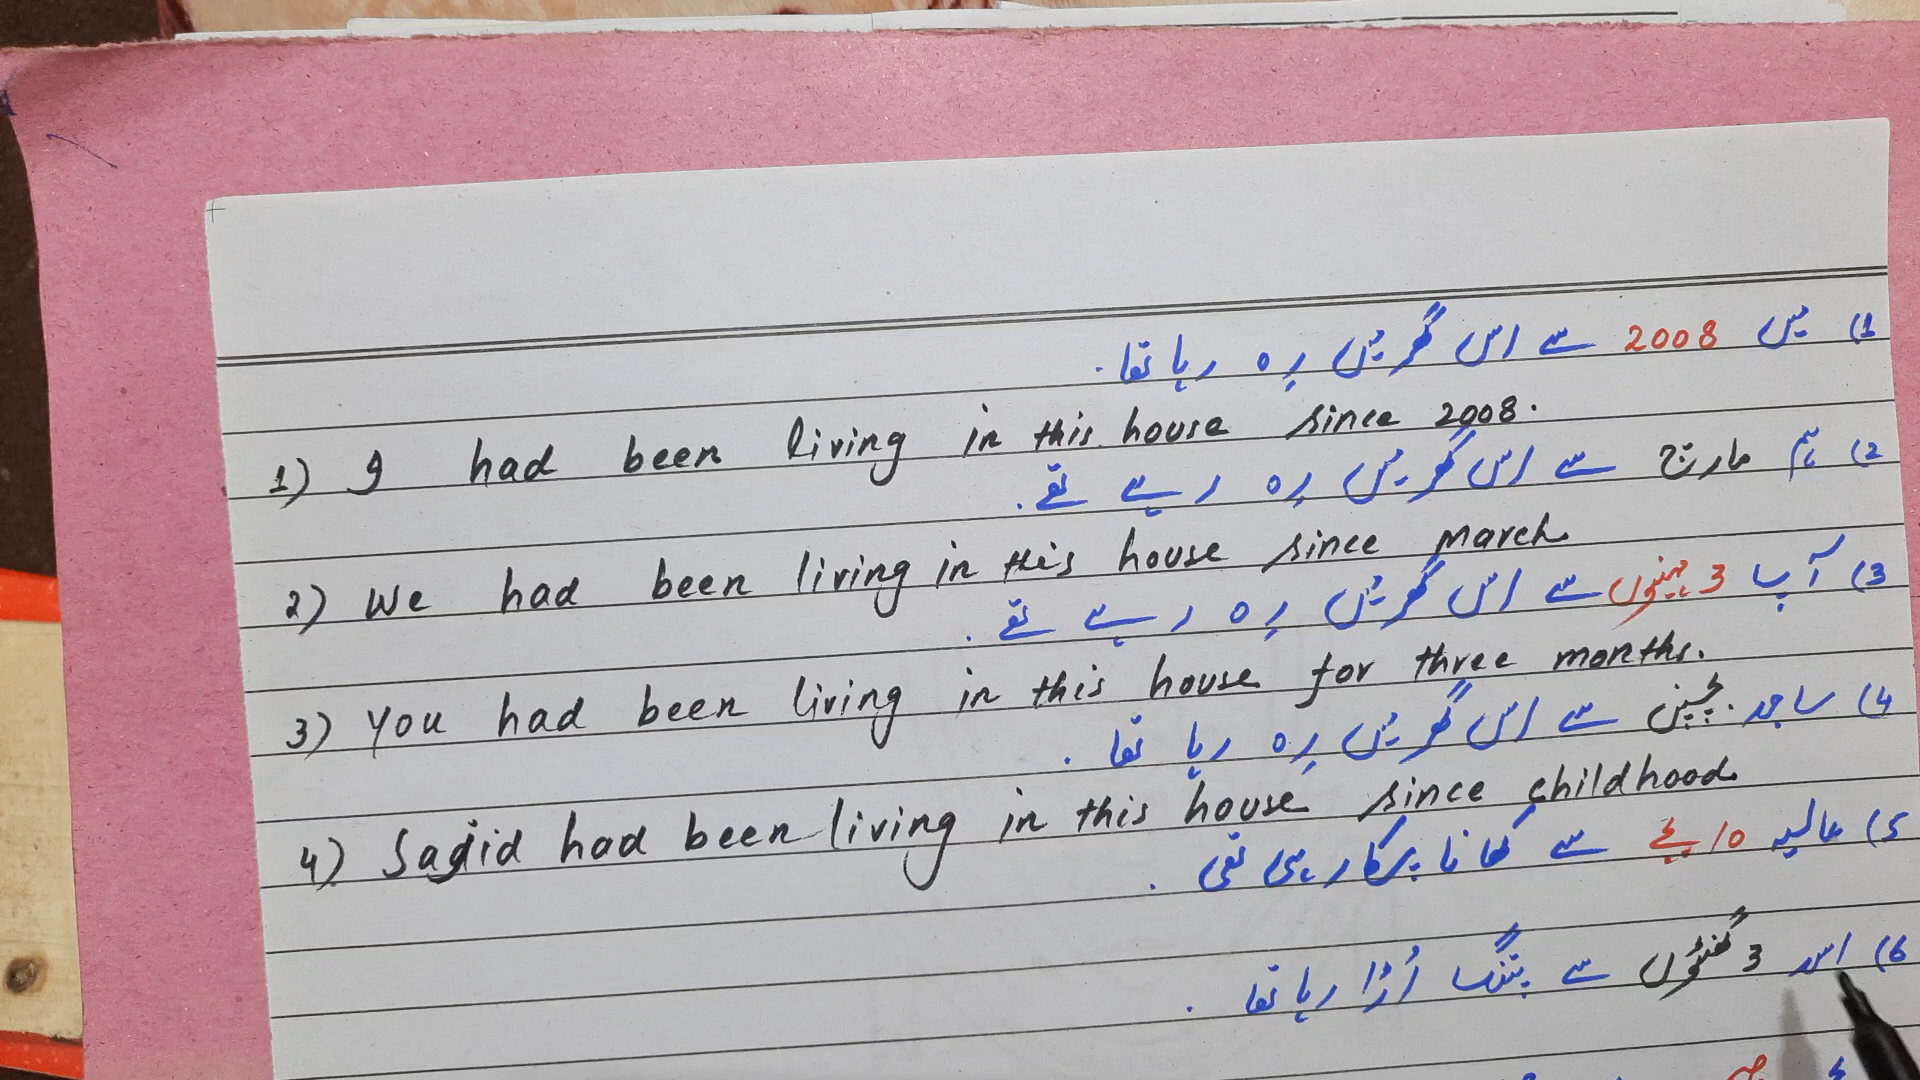 1) میں 2008 سے اس گھر میں رہ رہا تھا۔
1) I had been living in this house since 2008.
2) ہم مارچ سے اس گھر میں رہ رہے تھے۔
2) We had been living in this house since march.
3) آپ 3 مہینوں سے اس گھر میں رہ رہے تھے۔
3) You had been living in this house for three months.
4) ساجد بچپن سے اس گھر میں رہ رہا تھا۔
4) Sajid had been living in this house since childhood.
5) عالیہ 10 بجے سے کھانا پکا رہی تھی۔
6) اسد 3 گھنٹوں سے پتنگ اُڑا رہا تھا۔